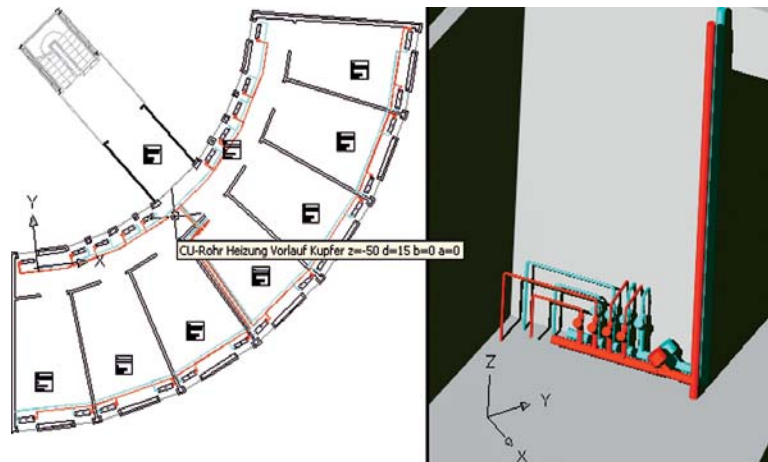 Y
X
CU-Rohr Heizung Vorlauf Kupfer z=-50 d=15 b=0 a=0
Z
Y
X